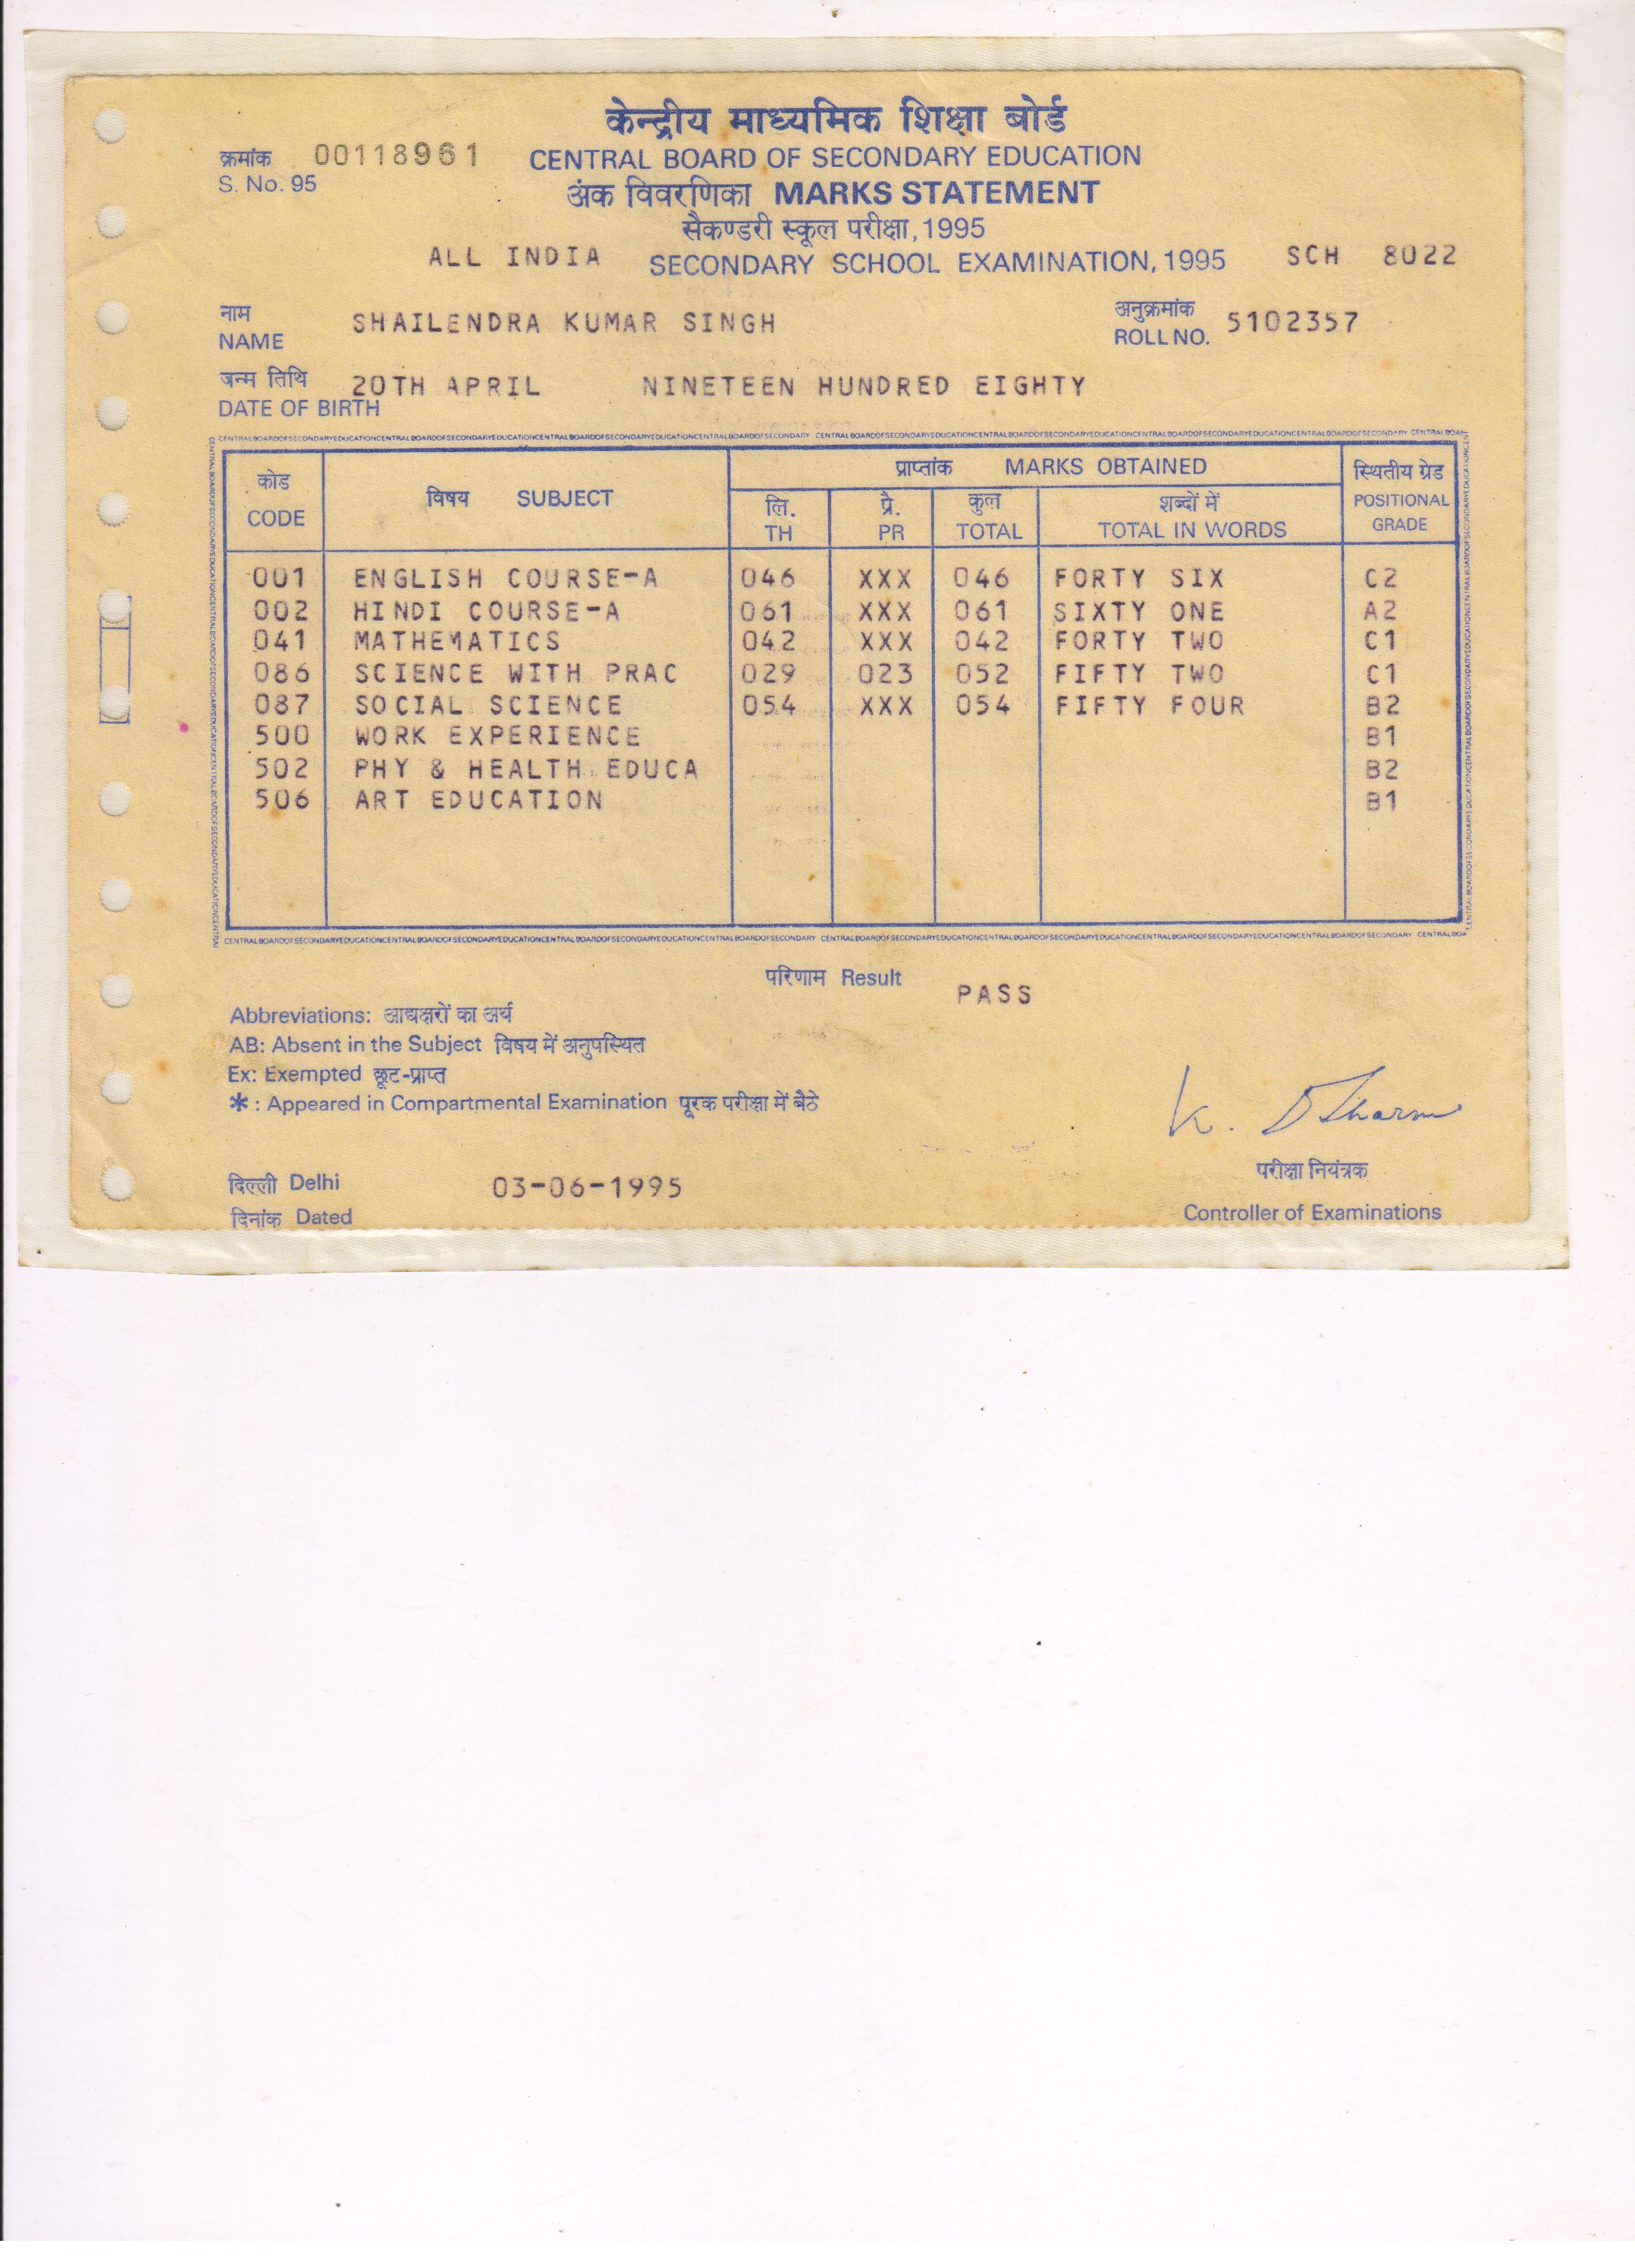 केन्द्रीय माध्यमिक शिक्षा बोर्ड
क्रमांक 00118961 CENTRAL BOARD OF SECONDARY EDUCATION
S. No. 95 अंक विवरणिका MARKS STATEMENT
सैकण्डरी स्कूल परीक्षा, 1995
ALL INDIA SECONDARY SCHOOL EXAMINATION, 1995 SCH 8022
नाम
NAME SHAILENDRA KUMAR SINGH
अनुक्रमांक
ROLL NO. 5102357
जन्म तिथि 20TH APRIL NINETEEN HUNDRED EIGHTY
DATE OF BIRTH
कोड
CODE
विषय SUBJECT
प्राप्तांक MARKS OBTAINED
लि.
TH
प्रै.
PR
कुल
TOTAL
शब्दों में
TOTAL IN WORDS
स्थितीय ग्रेड
POSITIONAL
GRADE
001 ENGLISH COURSE-A 046 XXX 046 FORTY SIX C2
002 HINDI COURSE-A 061 XXX 061 SIXTY ONE A2
041 MATHEMATICS 042 XXX 042 FORTY TWO C1
086 SCIENCE WITH PRAC 029 023 052 FIFTY TWO C1
087 SOCIAL SCIENCE 054 XXX 054 FIFTY FOUR B2
500 WORK EXPERIENCE B1
502 PHY & HEALTH EDUCA B2
506 ART EDUCATION B1
परिणाम Result PASS
Abbreviations: आद्यक्षरों का अर्थ
AB: Absent in the Subject विषय में अनुपस्थित
Ex: Exempted छूट-प्राप्त
* : Appeared in Compartmental Examination पूरक परीक्षा में बैठे
K. D Sharm
परीक्षा नियंत्रक
Controller of Examinations
दिल्ली Delhi 03-06-1995
दिनांक Dated